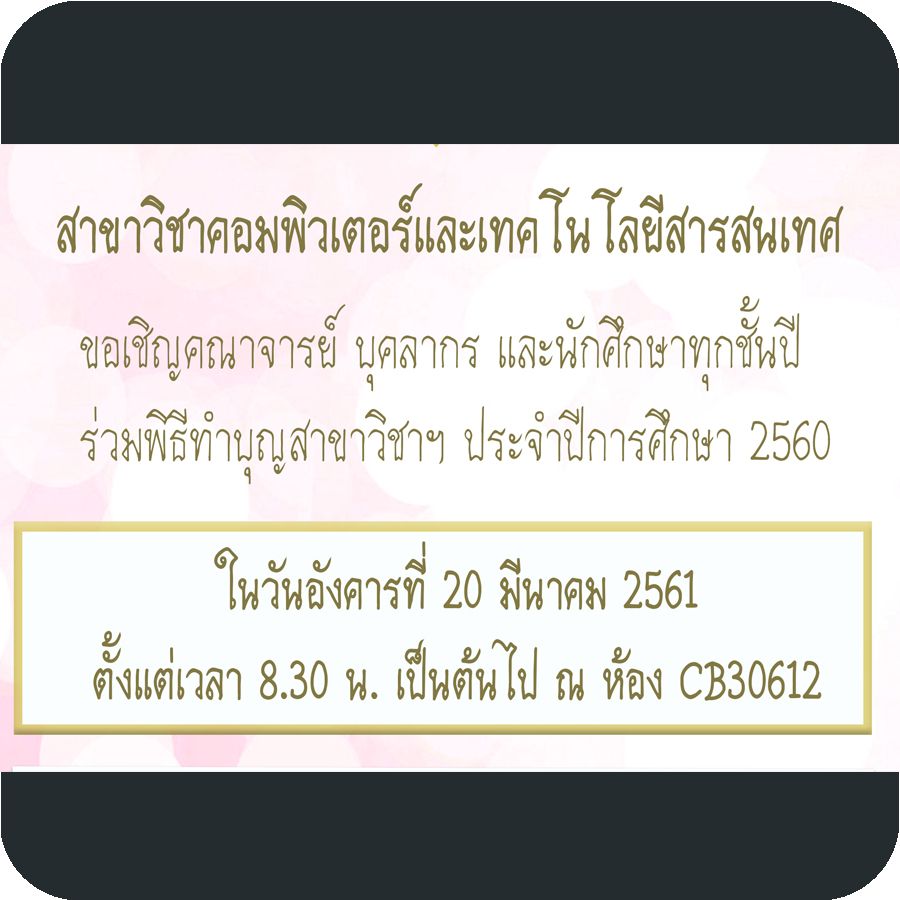 สาขาวิชาคอมพิวเตอร์และเทคโนโลยีสารสนเทศ
ขอเชิญคณาจารย์ บุคลากร และนักศึกษาทุกชั้นปี
ร่วมพิธีทำบุญสาขาวิชาฯ ประจำปีการศึกษา 2560
ในวันอังคารที่ 20 มีนาคม 2561
ตั้งแต่เวลา 8.30 น. เป็นต้นไป ณ ห้อง CB30612